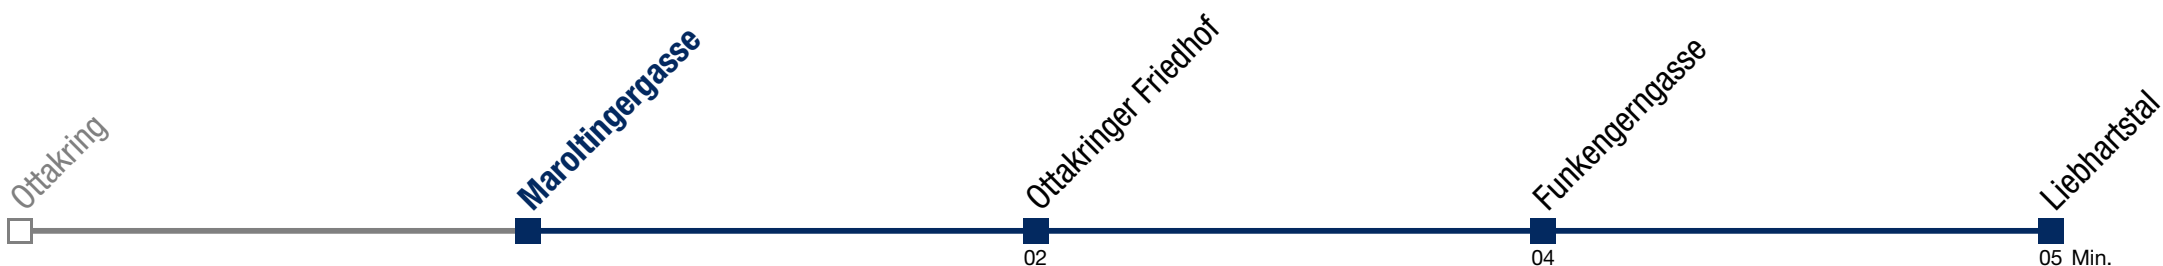 Ottakring
Maroltingergasse
Ottakringer Friedhof
Funkengerngasse
Liebhartstal
02
04
05 Min.